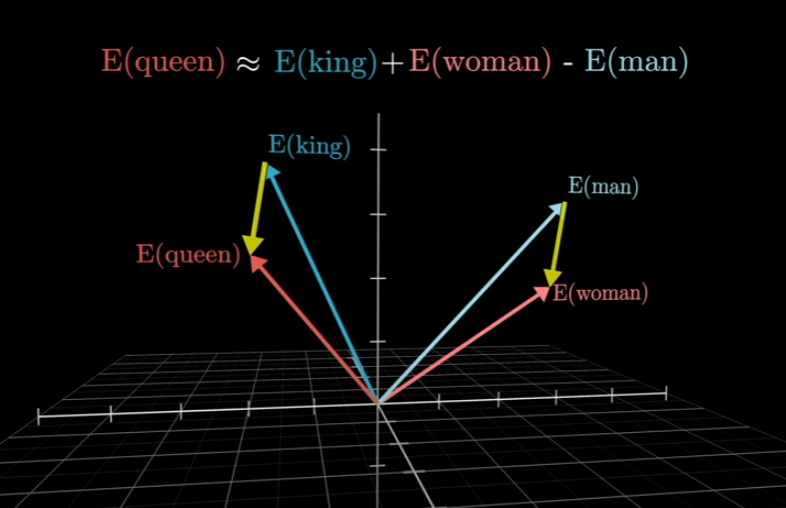 E(queen) ≈ E(king)+E(woman) - E(man)
E(king)
E(man)
E(queen)
E(woman)